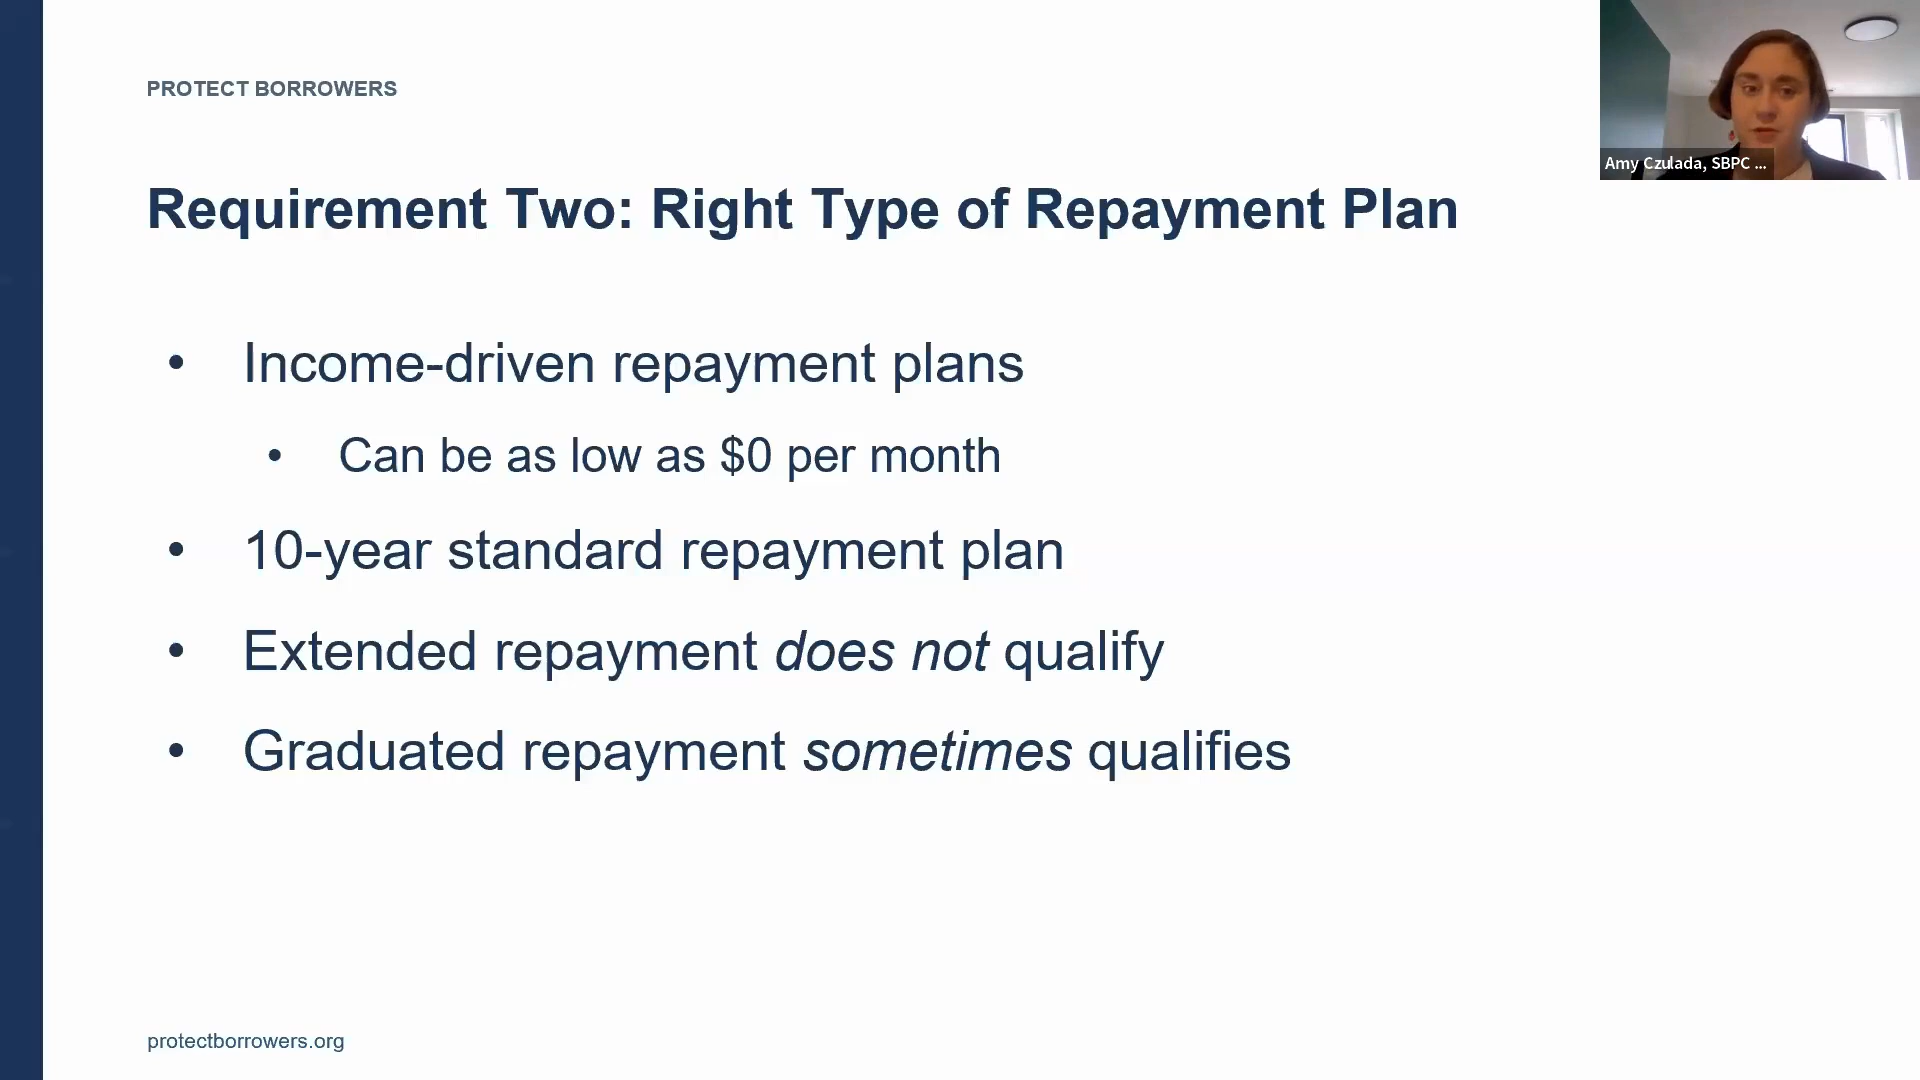 PROTECT BORROWERS
Amy Czulada, SBPC ...
Requirement Two: Right Type of Repayment Plan
• Income-driven repayment plans
• Can be as low as $0 per month
• 10-year standard repayment plan
• Extended repayment does not qualify
• Graduated repayment sometimes qualifies
protectborrowers.org